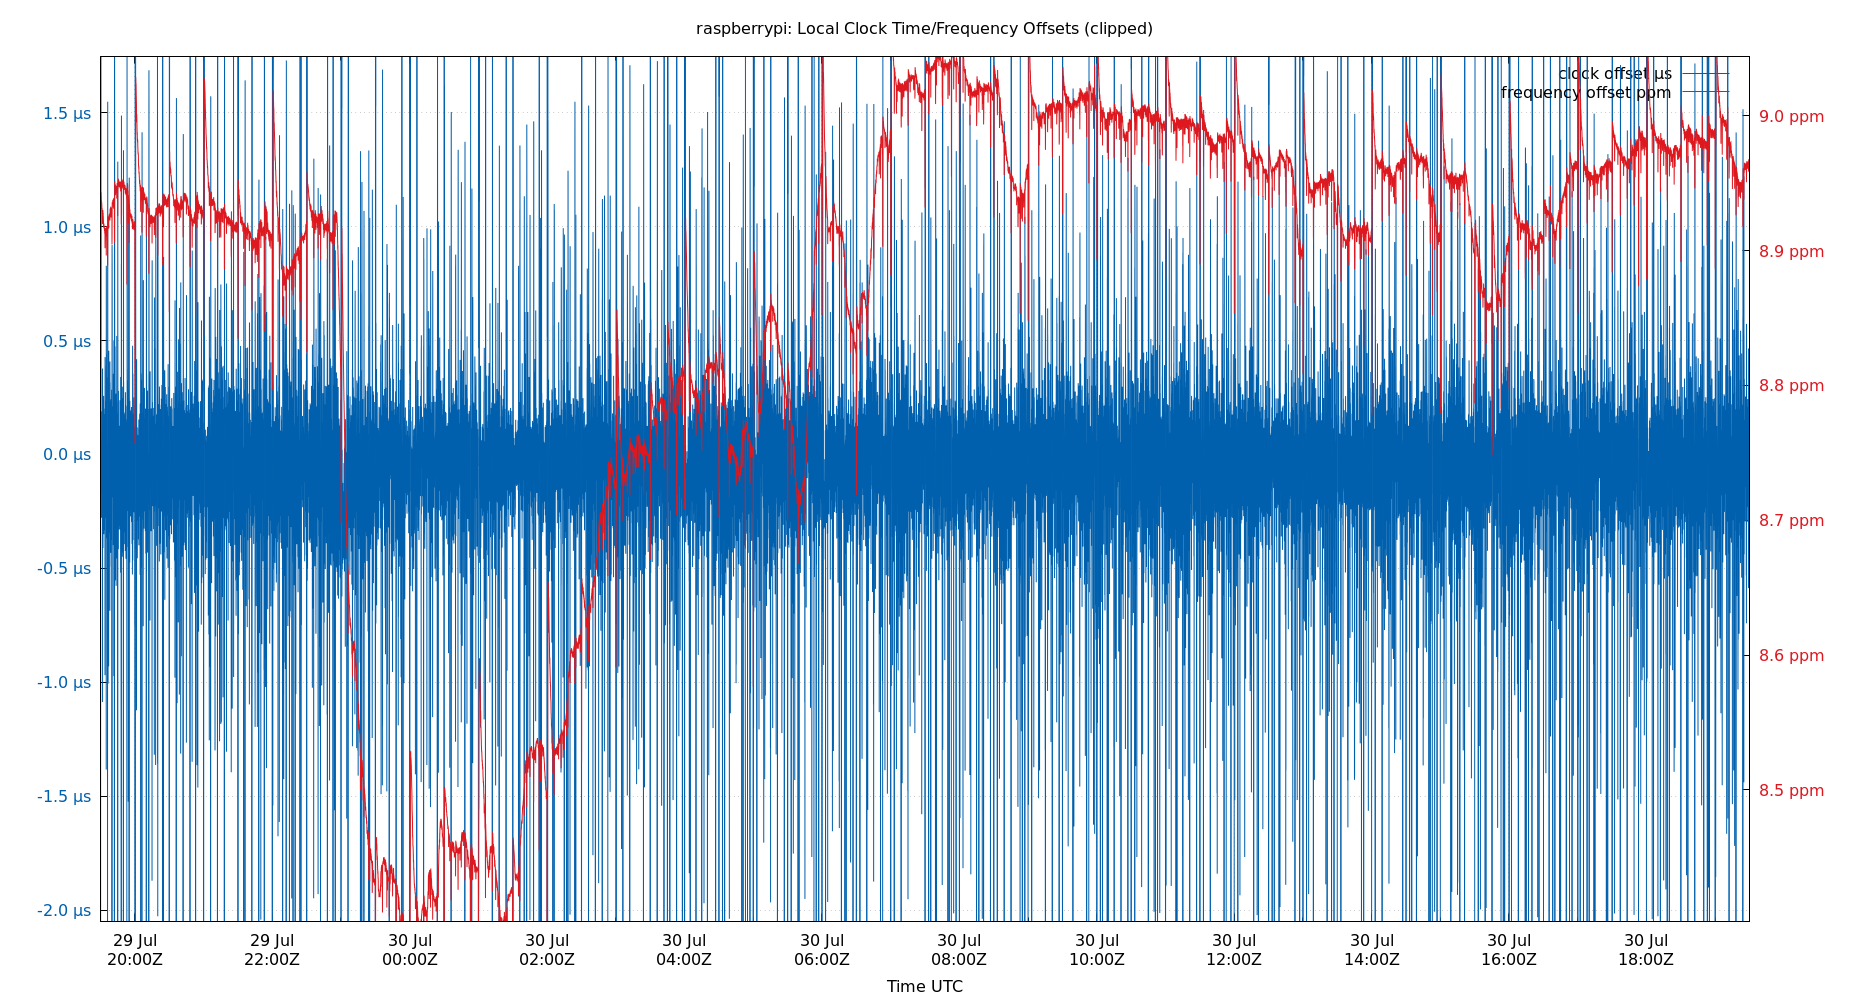 raspberrypi: Local Clock Time/Frequency Offsets (clipped)
clock offset µs
frequency offset ppm
1.5 µs
1.0 µs
0.5 µs
0.0 µs
-0.5 µs
-1.0 µs
-1.5 µs
-2.0 µs
9.0 ppm
8.9 ppm
8.8 ppm
8.7 ppm
8.6 ppm
8.5 ppm
29 Jul
20:00Z
29 Jul
22:00Z
30 Jul
00:00Z
30 Jul
02:00Z
30 Jul
04:00Z
30 Jul
06:00Z
30 Jul
08:00Z
30 Jul
10:00Z
30 Jul
12:00Z
30 Jul
14:00Z
30 Jul
16:00Z
30 Jul
18:00Z
Time UTC